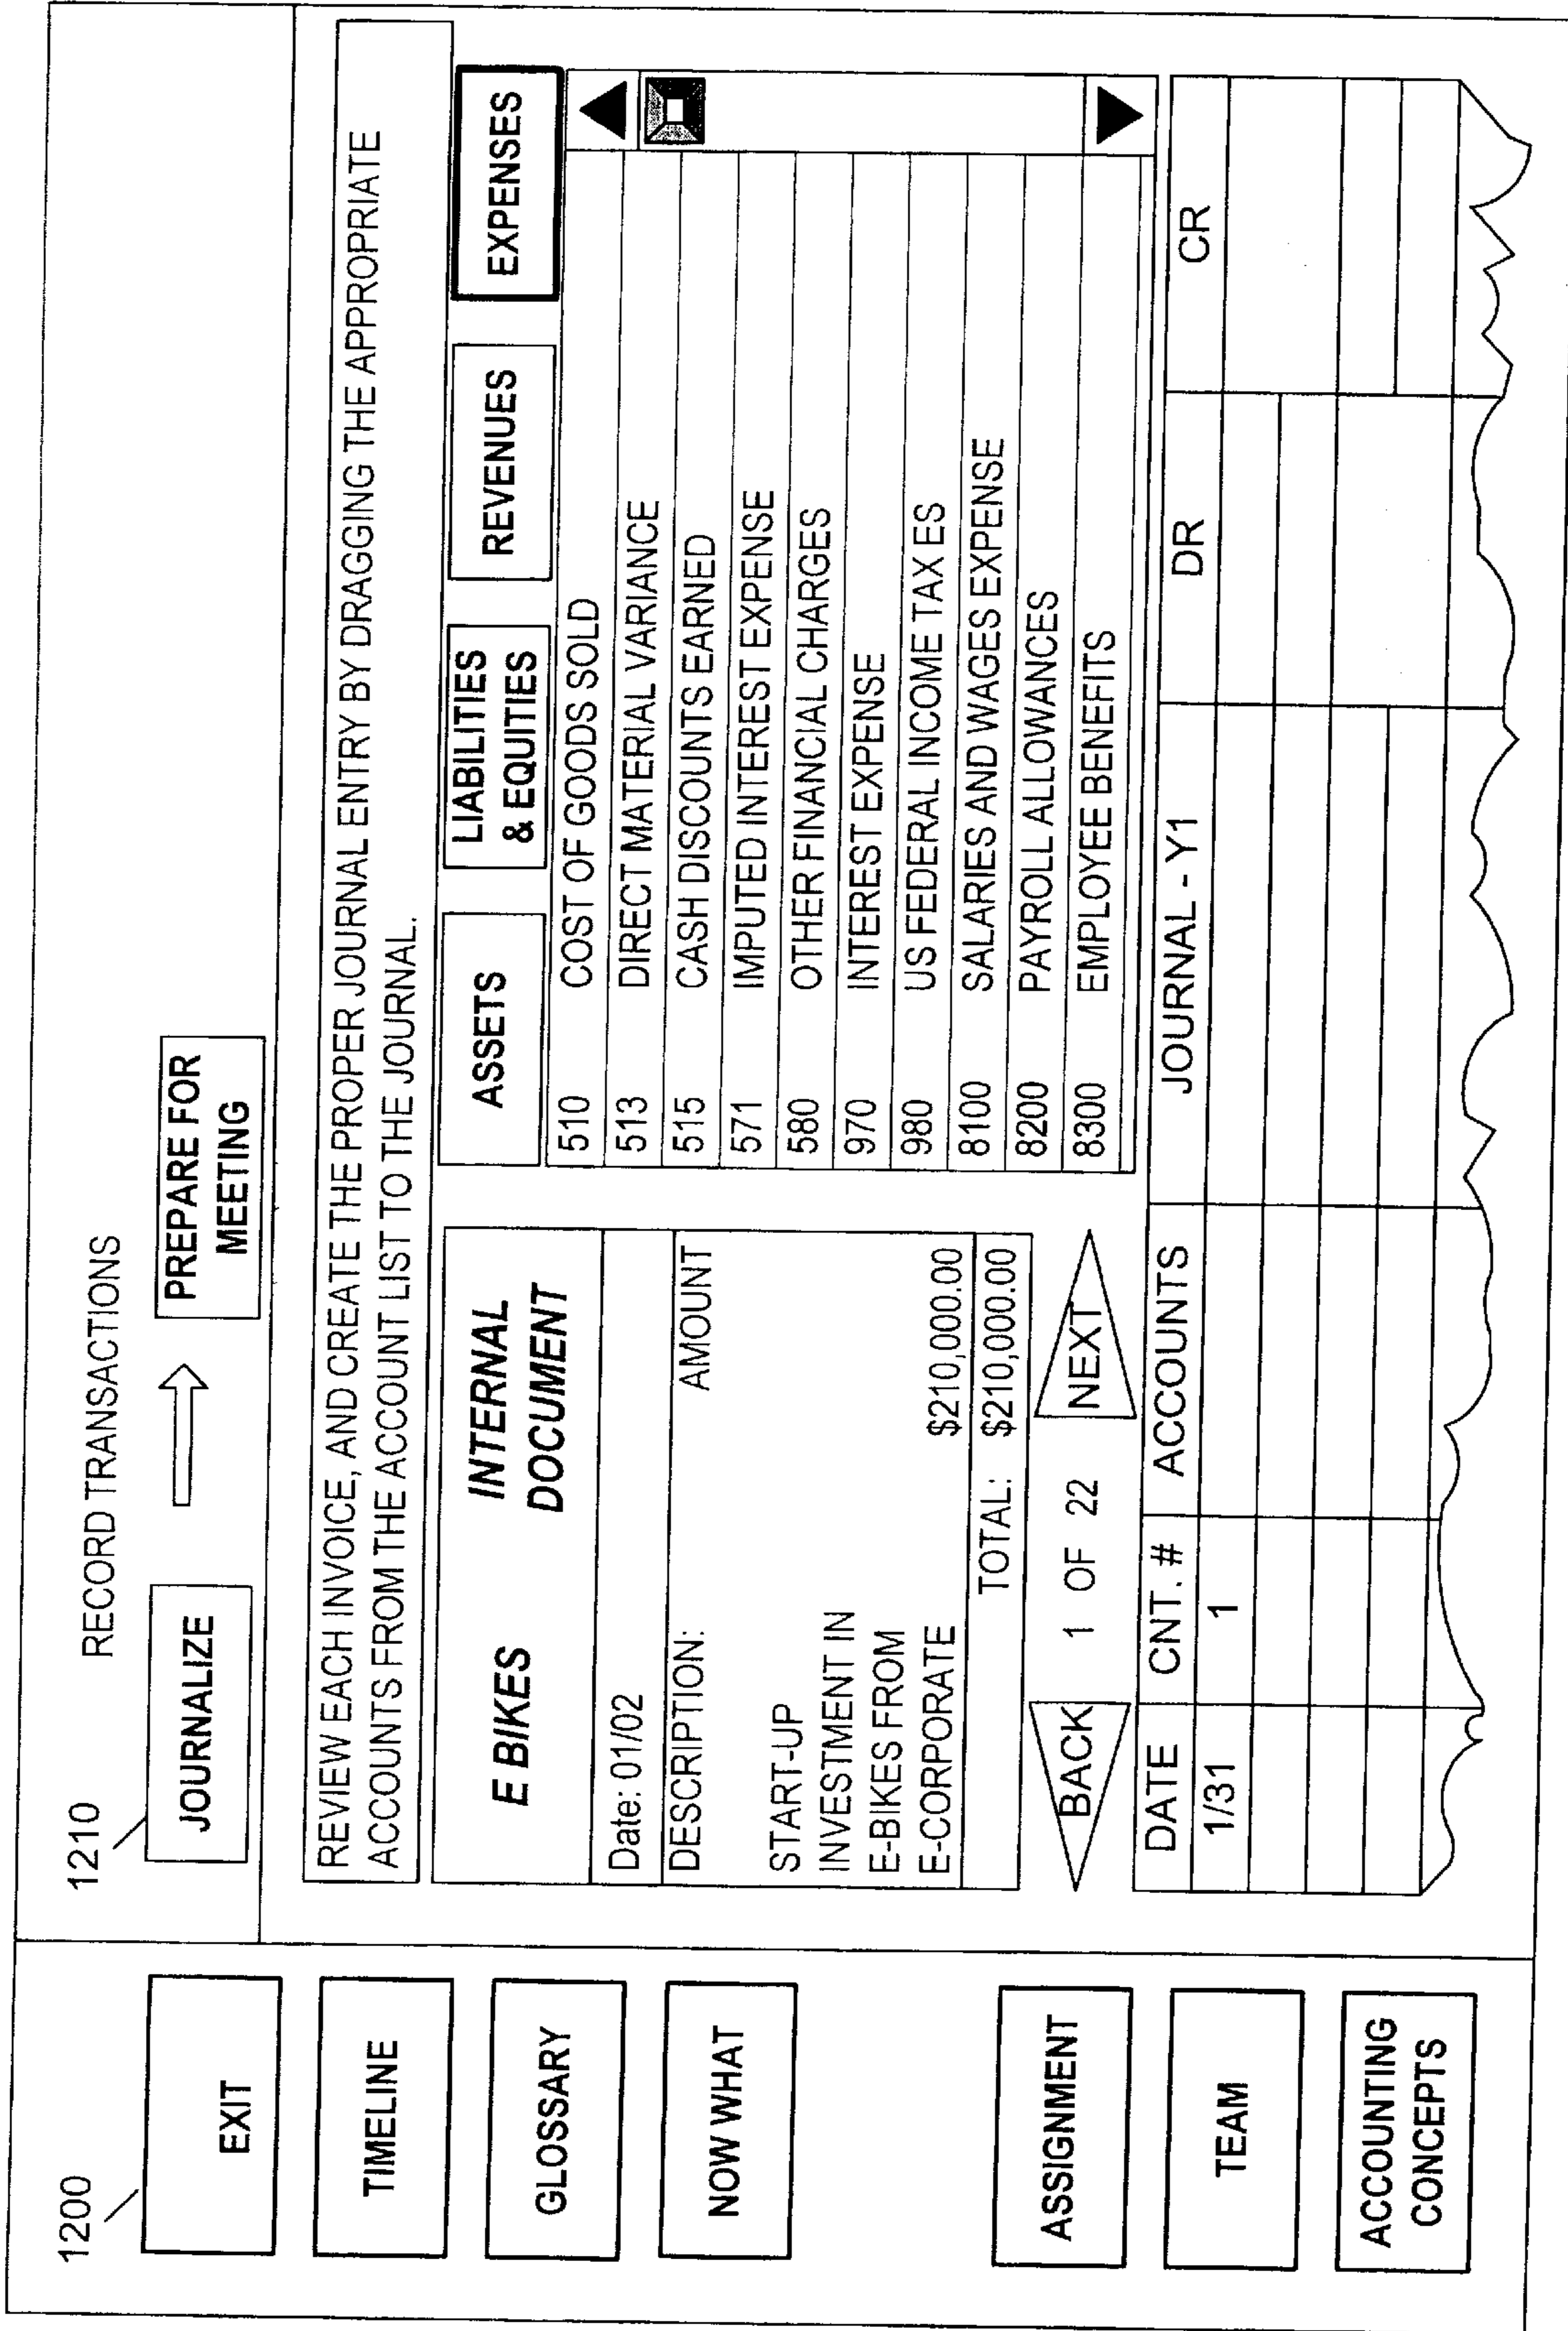 1200
EXIT
TIMELINE
GLOSSARY
NOW WHAT
ASSIGNMENT
TEAM
ACCOUNTING
CONCEPTS
1210
RECORD TRANSACTIONS
JOURNALIZE
PREPARE FOR
MEETING
REVIEW EACH INVOICE, AND CREATE THE PROPER JOURNAL ENTRY BY DRAGGING THE APPROPRIATE
ACCOUNTS FROM THE ACCOUNT LIST TO THE JOURNAL.
E BIKES INTERNAL
DOCUMENT
Date: 01/02
DESCRIPTION: AMOUNT
START-UP
INVESTMENT IN
E-BIKES FROM
E-CORPORATE $210,000.00
TOTAL: $210,000.00
BACK 1 OF 22 NEXT
ASSETS
LIABILITIES
& EQUITIES
REVENUES
EXPENSES
510 COST OF GOODS SOLD
513 DIRECT MATERIAL VARIANCE
515 CASH DISCOUNTS EARNED
571 IMPUTED INTEREST EXPENSE
580 OTHER FINANCIAL CHARGES
970 INTEREST EXPENSE
980 US FEDERAL INCOME TAX ES
8100 SALARIES AND WAGES EXPENSE
8200 PAYROLL ALLOWANCES
8300 EMPLOYEE BENEFITS
DATE CNT. # ACCOUNTS JOURNAL - Y1 DR CR
1/31 1